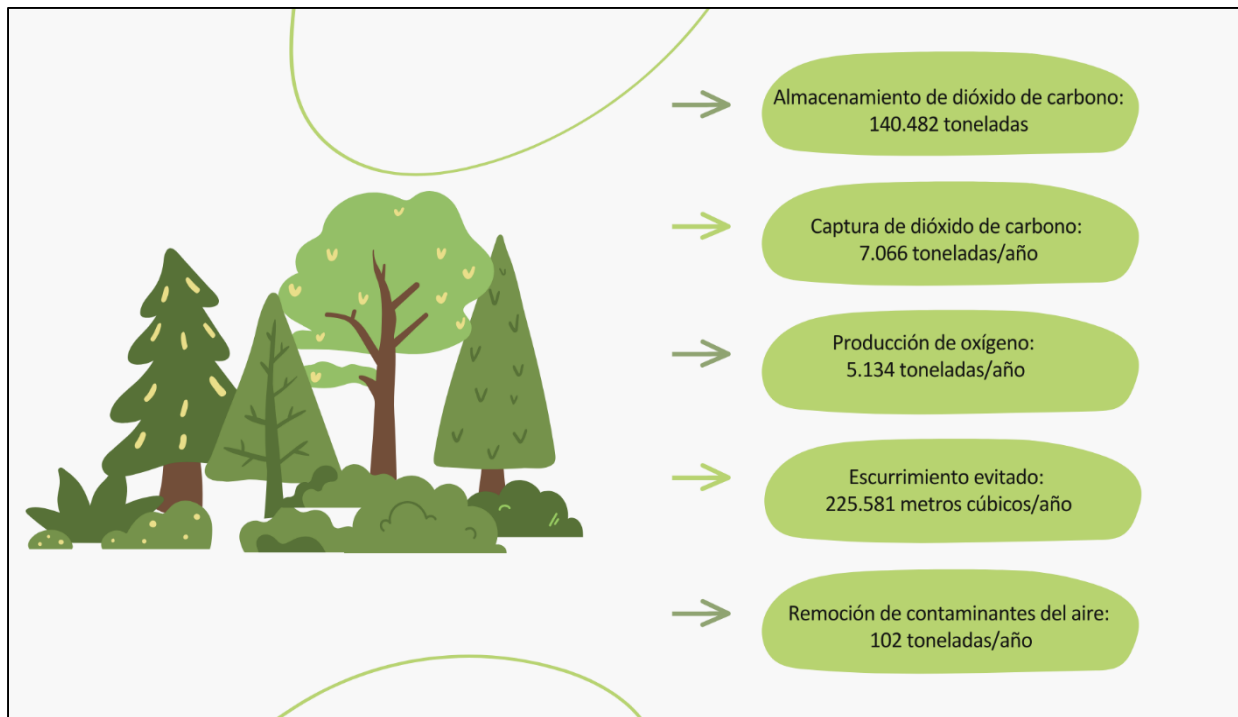 Almacenamiento de dióxido de carbono:
140.482 toneladas
Captura de dióxido de carbono:
7.066 toneladas/año
Producción de oxígeno:
5.134 toneladas/año
Escurrimiento evitado:
225.581 metros cúbicos/año
Remoción de contaminantes del aire:
102 toneladas/año